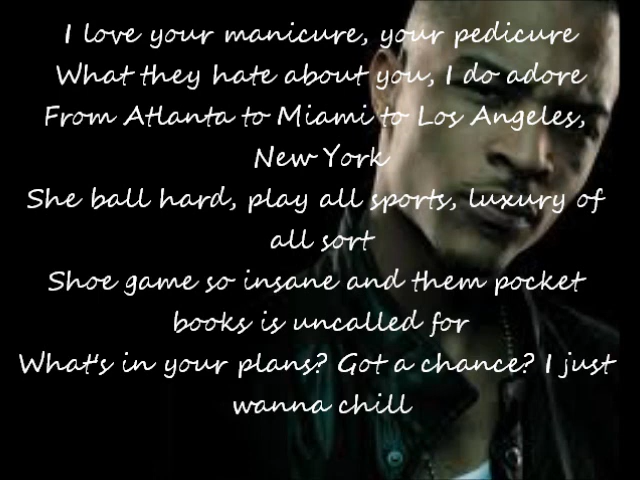 I love your manicure, your pedicure
What they hate about you, I do adore
From Atlanta to Miami to Los Angeles,
New York
She ball hard, play all sports, luxury of
all sort
Shoe game so insane and them pocket
books is uncalled for
What's in your plans? Got a chance? I just
wanna chill